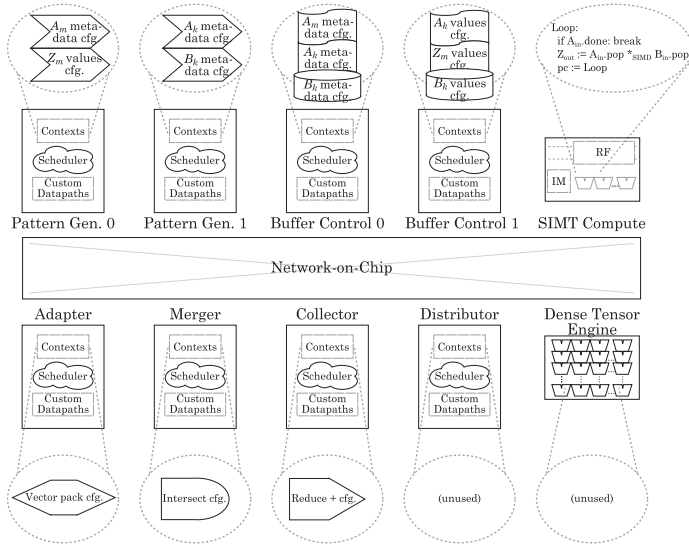 A_m meta-
data cfg.
Z_m values
cfg.
A_k meta-
data cfg.
B_k meta-
data cfg.
A_m meta-
data cfg.
A_k meta-
data cfg.
B_k meta-
data cfg.
A_k values
cfg.
Z_m values
cfg.
B_k values
cfg.
Loop:
if A_in.done: break
Z_out := A_in.pop *_SIMD B_in.pop
pc := Loop
Contexts
Scheduler
Custom
Datapaths
Pattern Gen. 0
Contexts
Scheduler
Custom
Datapaths
Pattern Gen. 1
Contexts
Scheduler
Custom
Datapaths
Buffer Control 0
Contexts
Scheduler
Custom
Datapaths
Buffer Control 1
RF
IM
...
SIMT Compute
Network-on-Chip
Adapter
Contexts
Scheduler
Custom
Datapaths
Vector pack cfg.
Merger
Contexts
Scheduler
Custom
Datapaths
Intersect cfg.
Collector
Contexts
Scheduler
Custom
Datapaths
Reduce + cfg.
Distributor
Contexts
Scheduler
Custom
Datapaths
(unused)
Dense Tensor
Engine
(unused)